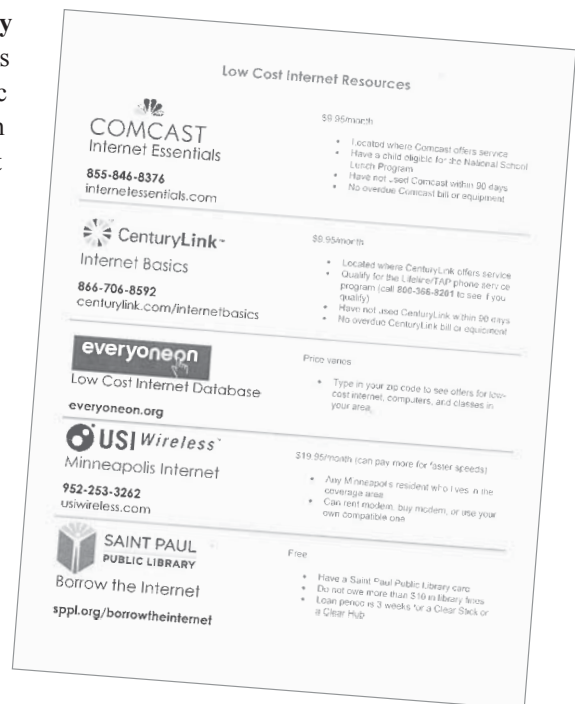 y
s
c
n
t
Low Cost Internet Resources
COMCAST
Internet Essentials
855-846-8376
internetessentials.com
$9.95/month
• Located where Comcast offers service
• Have a child eligible for the National School
Lunch Program
• Have not used Comcast within 90 days
• No overdue Comcast bill or equipment
CenturyLink™
Internet Basics
866-706-8592
centurylink.com/internetbasics
$9.95/month
• Located where CenturyLink offers service
• Qualify for the Lifeline/TAP phone service
program (call 800-366-8201 to see if you
qualify)
• Have not used CenturyLink within 90 days
• No overdue CenturyLink bill or equipment
everyoneon
Low Cost Internet Database
everyoneon.org
Price varies
• Type in your zip code to see offers for low-
cost internet, computers, and classes in
your area.
USI Wireless
Minneapolis Internet
952-253-3262
usiwireless.com
$19.95/month (can pay more for faster speeds)
• Any Minneapolis resident who lives in the
coverage area
• Can rent modem, buy modem, or use your
own compatible one
SAINT PAUL
PUBLIC LIBRARY
Borrow the Internet
sppl.org/borrowtheinternet
Free
• Have a Saint Paul Public Library card
• Do not owe more than $10 in library fines
• Loan period is 3 weeks for a Clear Stick or
a Clear Hub